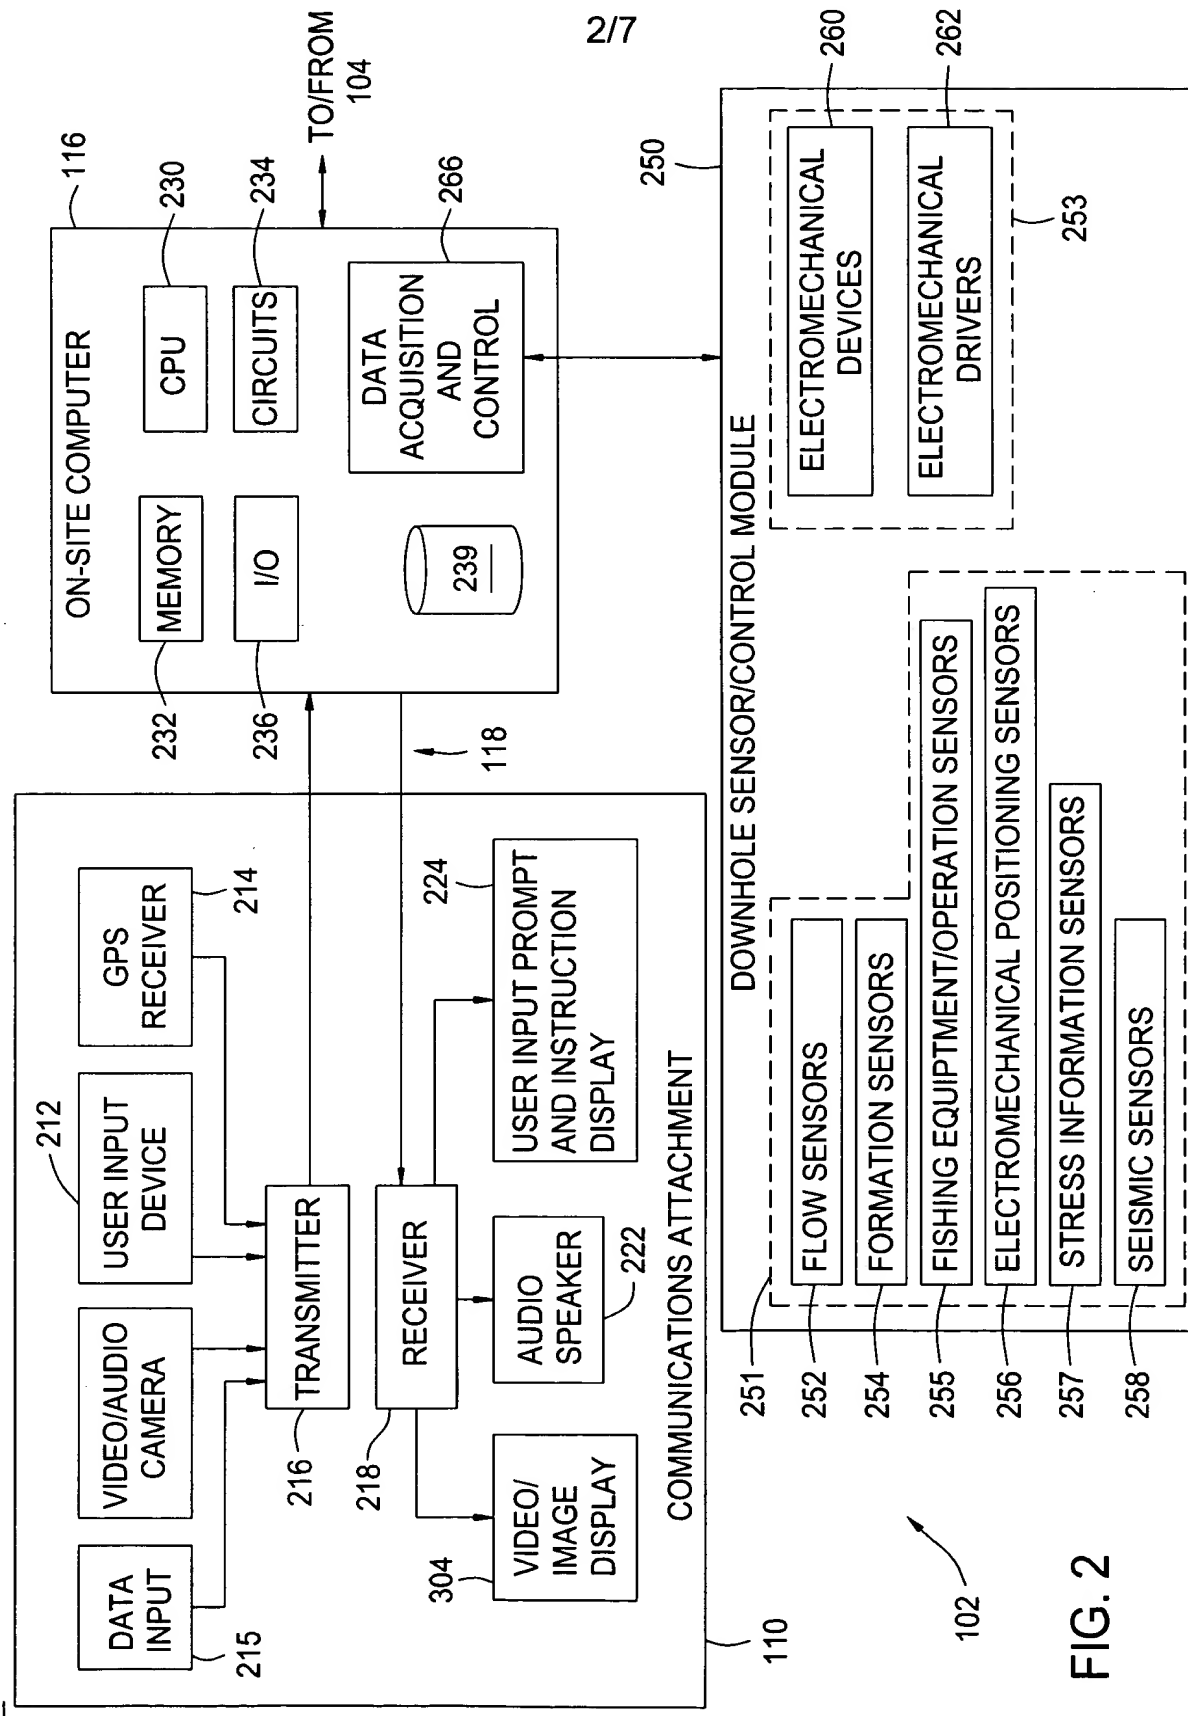 2/7
DATA
INPUT
215
VIDEO/AUDIO
CAMERA
USER INPUT
DEVICE
212
GPS
RECEIVER
214
TRANSMITTER
216
RECEIVER
218
VIDEO/
IMAGE
DISPLAY
304
AUDIO
SPEAKER
222
USER INPUT PROMPT
AND INSTRUCTION
DISPLAY
224
COMMUNICATIONS ATTACHMENT
110
118
ON-SITE COMPUTER
116
MEMORY
232
CPU
230
I/O
236
CIRCUITS
234
239
DATA
ACQUISITION
AND
CONTROL
266
TO/FROM
104
DOWNHOLE SENSOR/CONTROL MODULE
250
251
FLOW SENSORS
252
FORMATION SENSORS
254
FISHING EQUIPTMENT/OPERATION SENSORS
255
ELECTROMECHANICAL POSITIONING SENSORS
256
STRESS INFORMATION SENSORS
257
SEISMIC SENSORS
258
ELECTROMECHANICAL
DEVICES
260
ELECTROMECHANICAL
DRIVERS
262
253
102
FIG. 2